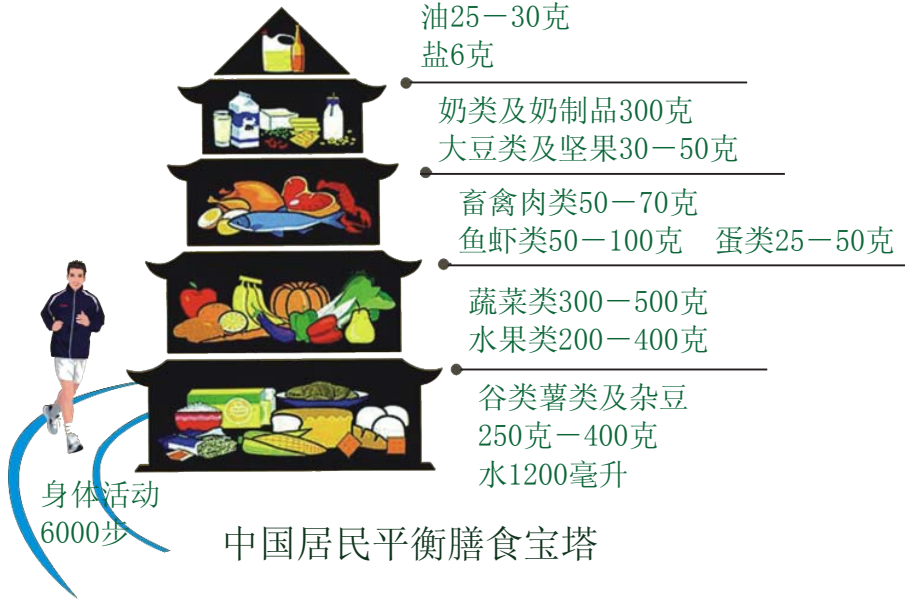 油25－30克
盐6克
奶类及奶制品300克
大豆类及坚果30－50克
畜禽肉类50－70克
鱼虾类50－100克　蛋类25－50克
蔬菜类300－500克
水果类200－400克
谷类薯类及杂豆
250克－400克
水1200毫升
身体活动
6000步
中国居民平衡膳食宝塔